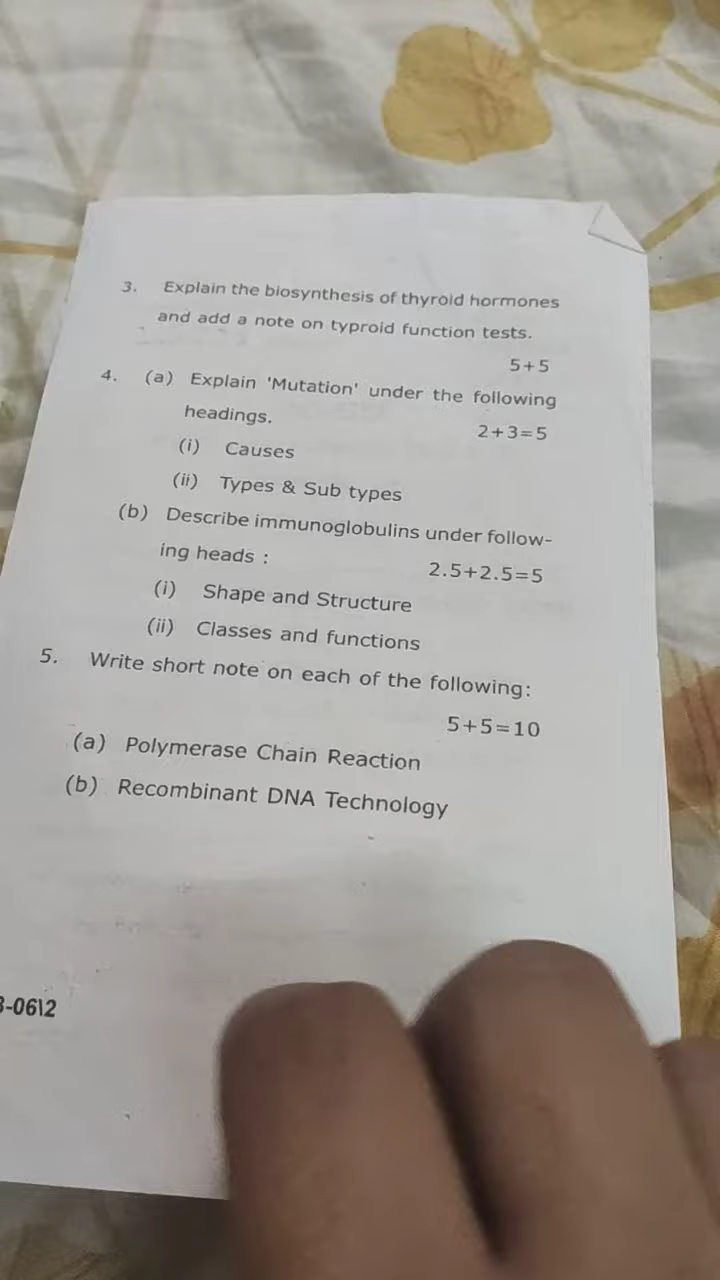 3. Explain the biosynthesis of thyroid hormones
and add a note on typroid function tests.
5+5
4. (a) Explain 'Mutation' under the following
headings. 2+3=5
(i) Causes
(ii) Types & Sub types
(b) Describe immunoglobulins under follow-
ing heads : 2.5+2.5=5
(i) Shape and Structure
(ii) Classes and functions
5. Write short note on each of the following:
5+5=10
(a) Polymerase Chain Reaction
(b) Recombinant DNA Technology
-06\2